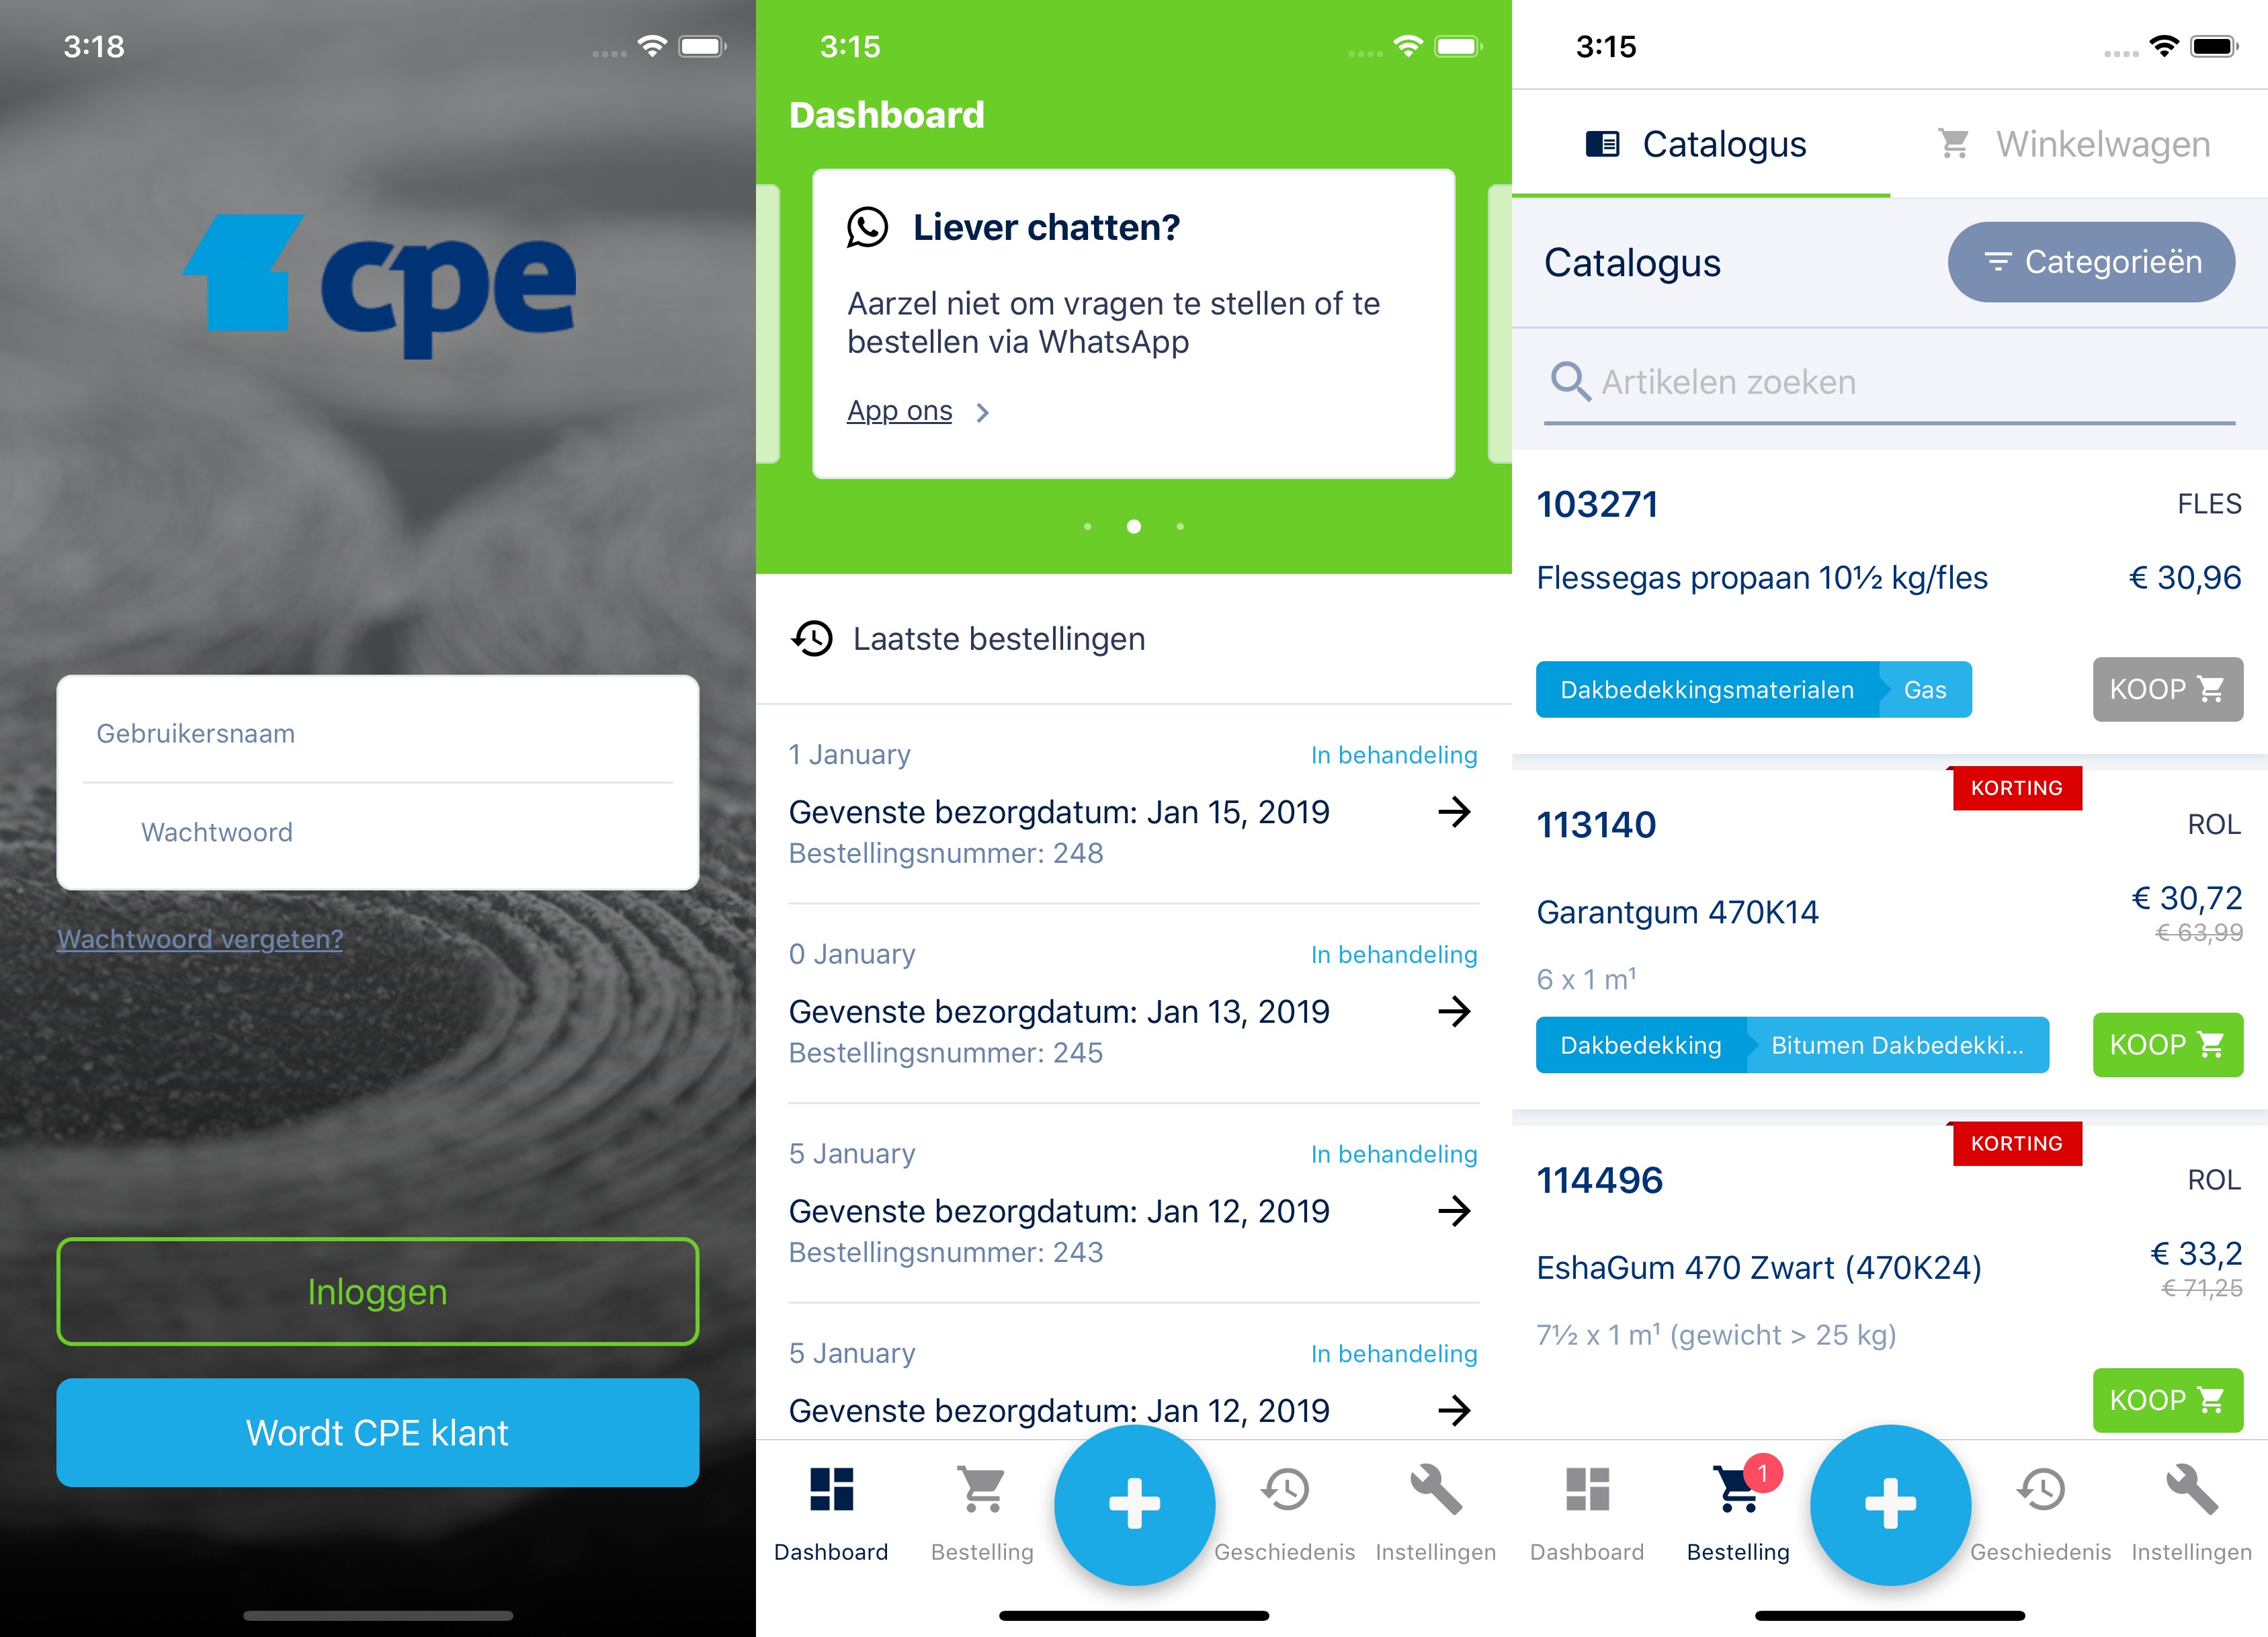 3:18
cpe
Gebruikersnaam
Wachtwoord
Wachtwoord vergeten?
Inloggen
Wordt CPE klant
3:15
Dashboard
Liever chatten?
Aarzel niet om vragen te stellen of te
bestellen via WhatsApp
App ons
Laatste bestellingen
1 January
In behandeling
Gevenste bezorgdatum: Jan 15, 2019
Bestellingsnummer: 248
0 January
In behandeling
Gevenste bezorgdatum: Jan 13, 2019
Bestellingsnummer: 245
5 January
In behandeling
Gevenste bezorgdatum: Jan 12, 2019
Bestellingsnummer: 243
5 January
In behandeling
Gevenste bezorgdatum: Jan 12, 2019
Dashboard
Bestelling
Geschiedenis
Instellingen
3:15
Catalogus
Winkelwagen
Catalogus
Categorieën
Artikelen zoeken
103271
FLES
Flessegas propaan 10½ kg/fles
€ 30,96
Dakbedekkingsmaterialen
Gas
KOOP
KORTING
113140
ROL
Garantgum 470K14
€ 30,72
€ 63,99
6 x 1 m¹
Dakbedekking
Bitumen Dakbedekki...
KOOP
KORTING
114496
ROL
EshaGum 470 Zwart (470K24)
€ 33,2
€ 71,25
7½ x 1 m¹ (gewicht > 25 kg)
KOOP
1
Dashboard
Bestelling
Geschiedenis
Instellingen